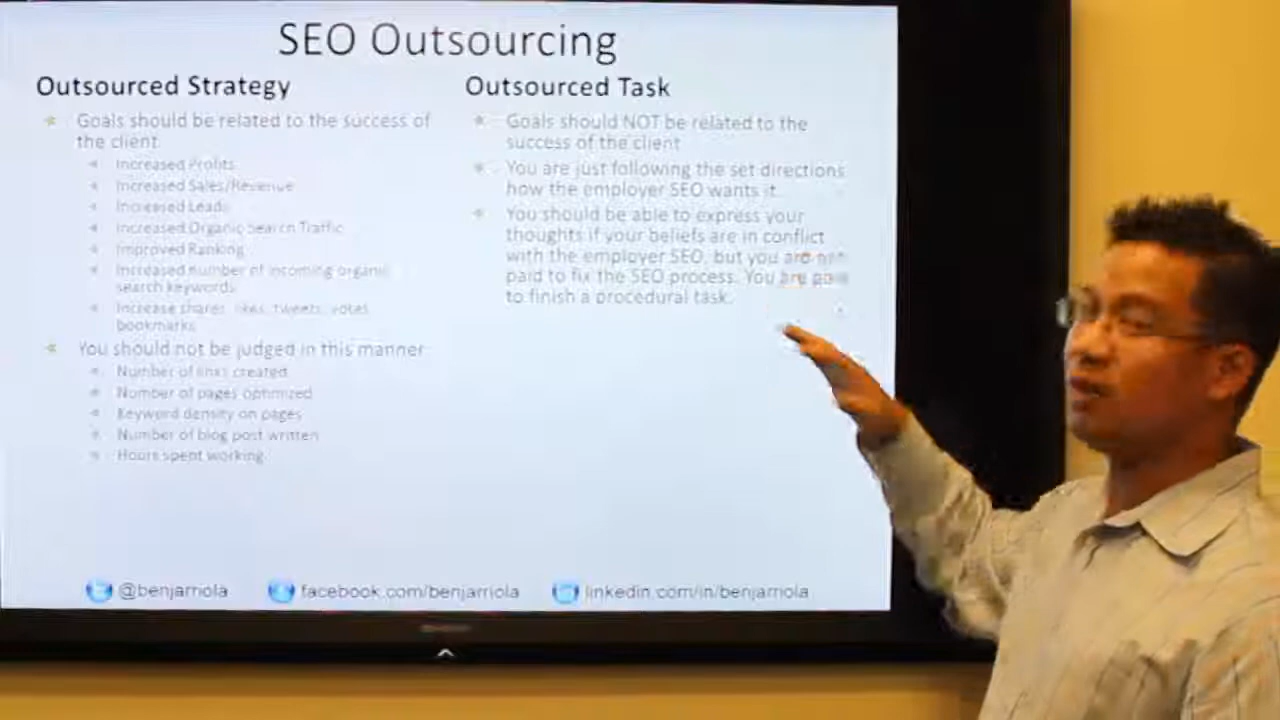 SEO Outsourcing
Outsourced Strategy
Goals should be related to the success of
the client
Increased Profits
Increased Sales/Revenue
Increased Leads
Increased Organic Search Traffic
Improved Ranking
Increased number of incoming organic
search keywords
Increase shares, likes, tweets, votes
bookmarks
You should not be judged in this manner
Number of links created
Number of pages optimized
Keyword density on pages
Number of blog post written
Hours spent working
Outsourced Task
Goals should NOT be related to the
success of the client
You are just following the set directions
how the employer SEO wants it.
You should be able to express your
thoughts if your beliefs are in conflict
with the employer SEO, but you are not
paid to fix the SEO process. You are paid
to finish a procedural task.
@benjarriola
facebook.com/benjarriola
linkedin.com/in/benjarriola